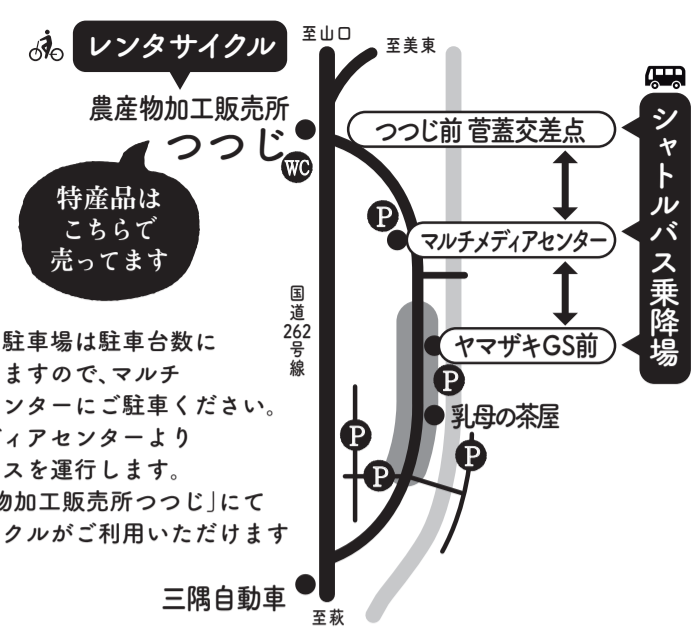 レンタサイクル
至山口
至美東
農産物加工販売所
つつじ
WC
つつじ前 菅蓋交差点
シャトルバス乗降場
特産品は
こちらで
売ってます
P
マルチメディアセンター
国道262号線
ヤマザキGS前
P
乳母の茶屋
P
P
P
駐車場は駐車台数に
ますので、マルチ
ンターにご駐車ください。
ディアセンターより
スを運行します。
物加工販売所つつじ」にて
クルがご利用いただけます
三隅自動車
至萩